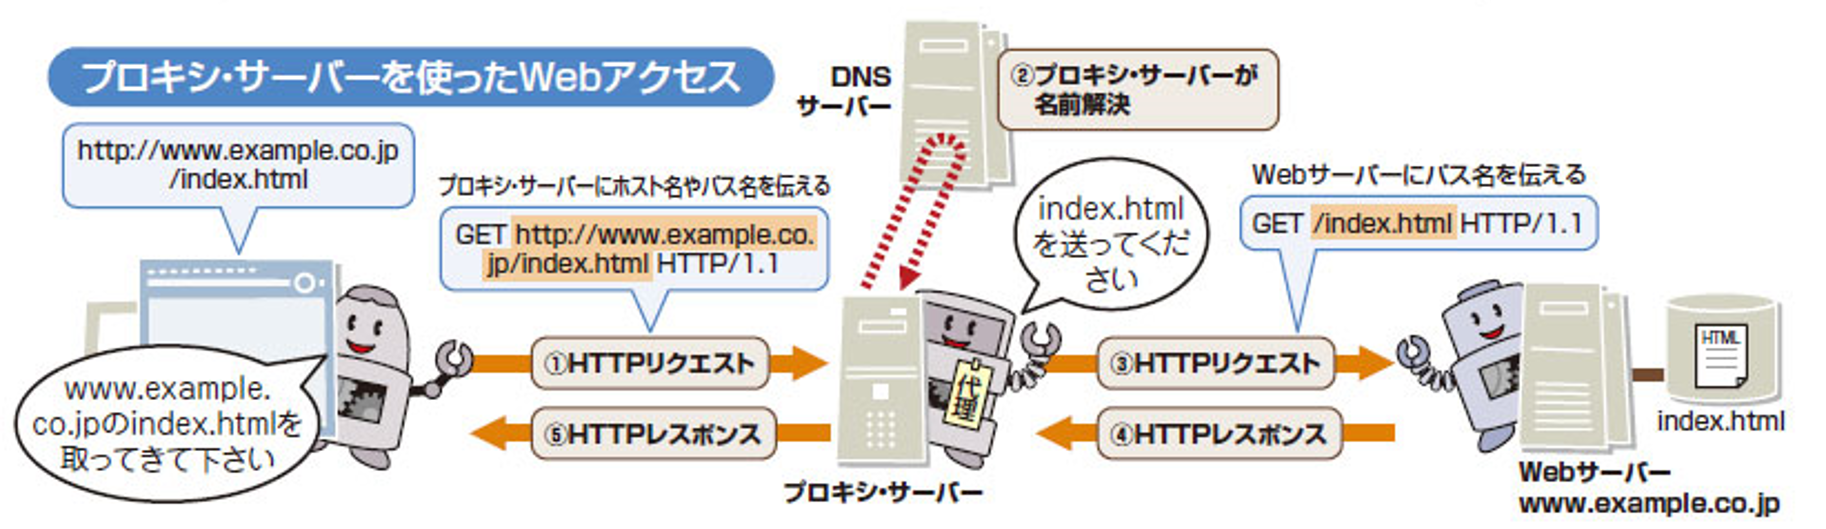 プロキシ・サーバーを使ったWebアクセス
http://www.example.co.jp
/index.html
www.example.
co.jpのindex.htmlを
取ってきて下さい
プロキシ・サーバーにホスト名やパス名を伝える
GET http://www.example.co.
jp/index.html HTTP/1.1
①HTTPリクエスト
⑤HTTPレスポンス
DNS
サーバー
②プロキシ・サーバーが
名前解決
index.html
を送ってくだ
さい
代理
プロキシ・サーバー
Webサーバーにパス名を伝える
GET /index.html HTTP/1.1
③HTTPリクエスト
④HTTPレスポンス
HTML
index.html
Webサーバー
www.example.co.jp